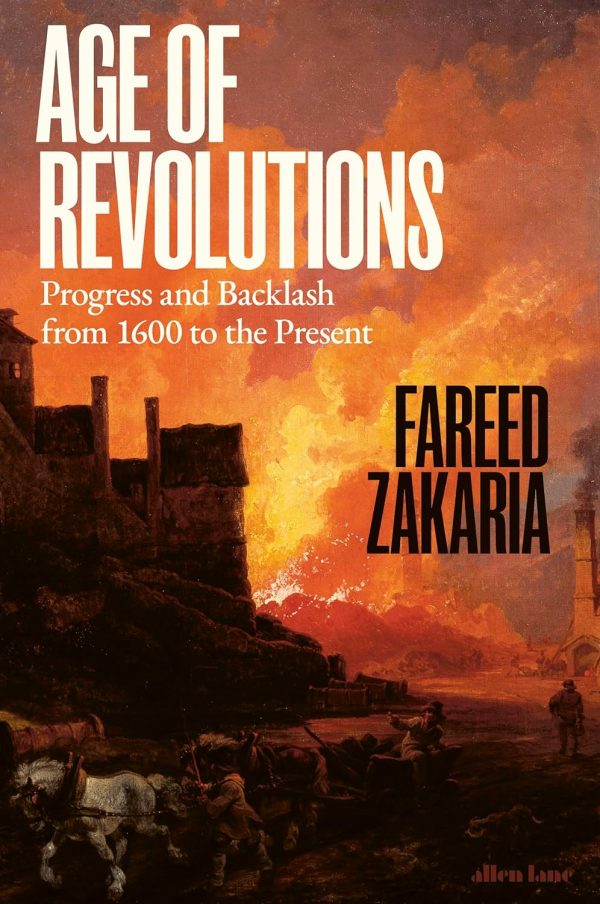 AGE OF
REVOLUTIONS
Progress and Backlash
from 1600 to the Present
FAREED
ZAKARIA
allen lane